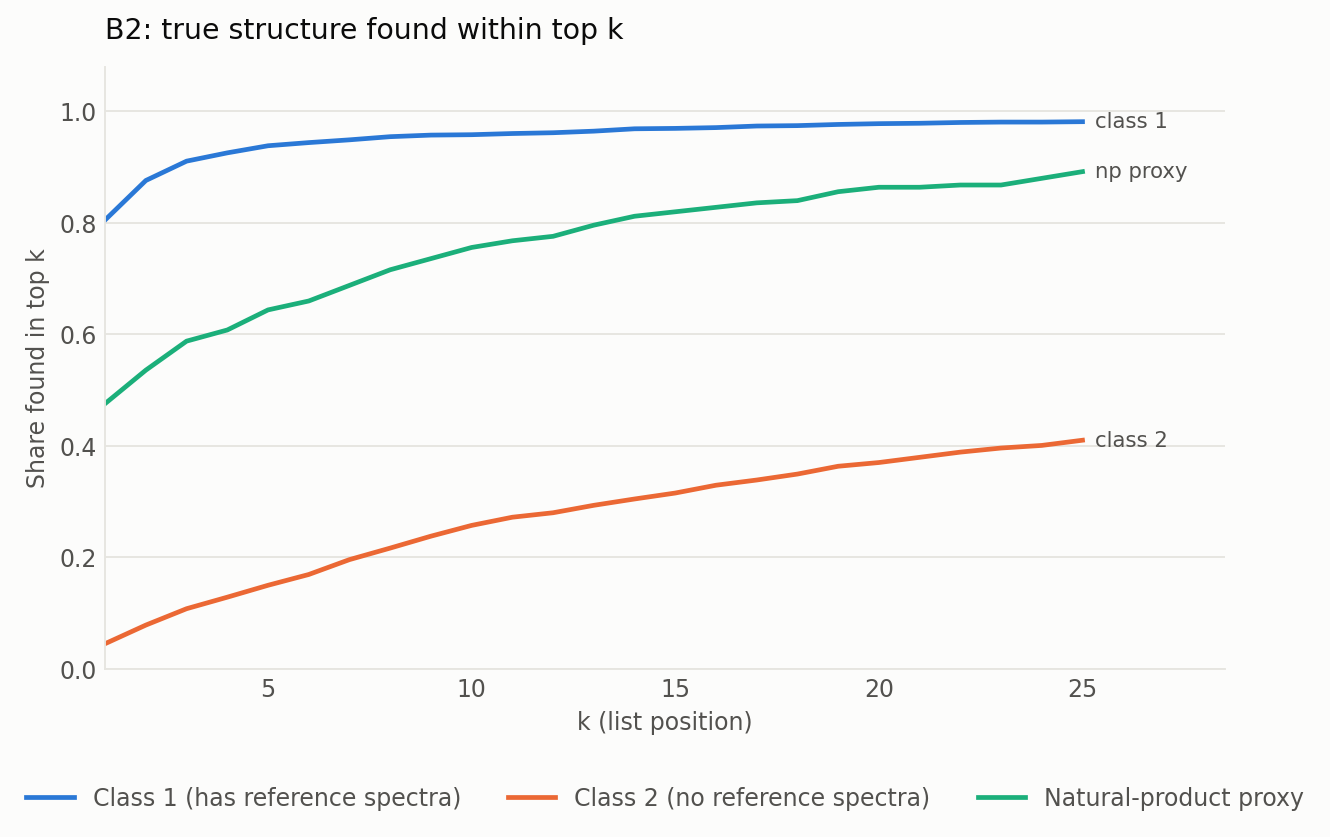 B2: true structure found within top k
Share found in top k
1.0
0.8
0.6
0.4
0.2
0.0
class 1
np proxy
class 2
5 10 15 20 25
k (list position)
Class 1 (has reference spectra) Class 2 (no reference spectra) Natural-product proxy